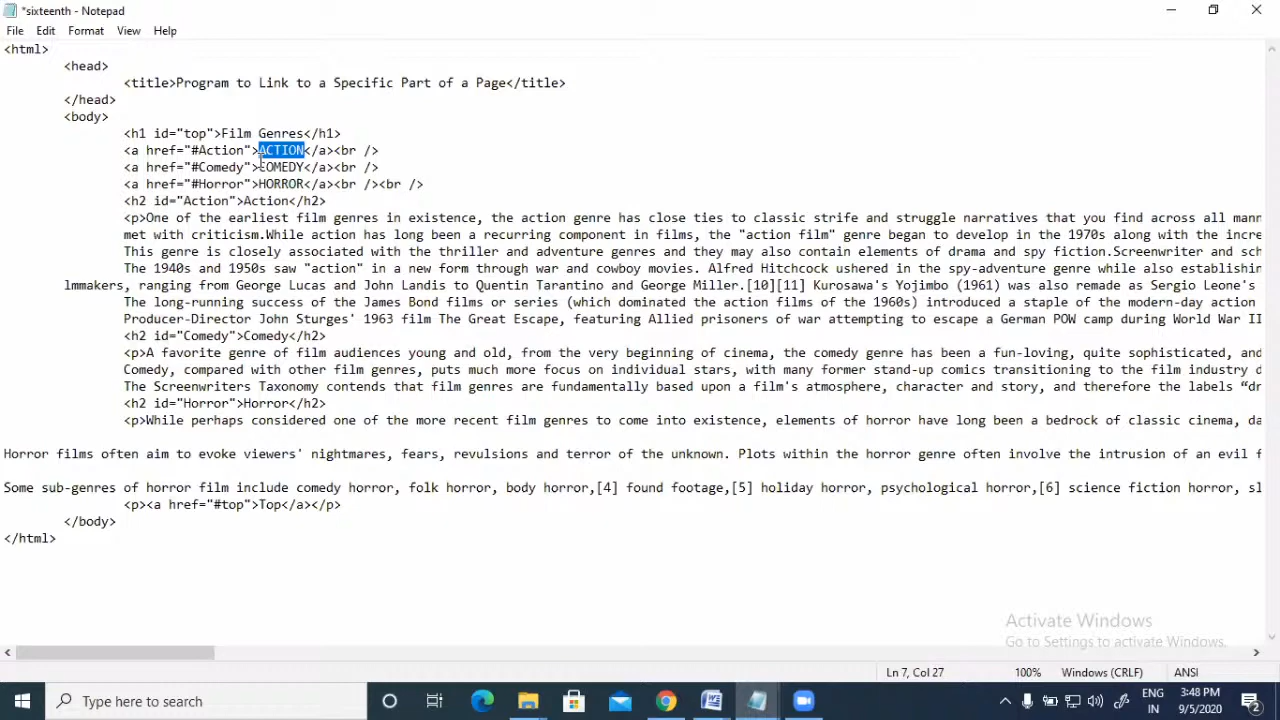 *sixteenth - Notepad
File Edit Format View Help
<html>
<head>
<title>Program to Link to a Specific Part of a Page</title>
</head>
<body>
<h1 id="top">Film Genres</h1>
<a href="#Action">ACTION</a><br />
<a href="#Comedy">COMEDY</a><br />
<a href="#Horror">HORROR</a><br /><br />
<h2 id="Action">Action</h2>
<p>One of the earliest film genres in existence, the action genre has close ties to classic strife and struggle narratives that you find across all mann
met with criticism.While action has long been a recurring component in films, the "action film" genre began to develop in the 1970s along with the incre
This genre is closely associated with the thriller and adventure genres and they may also contain elements of drama and spy fiction.Screenwriter and sch
The 1940s and 1950s saw "action" in a new form through war and cowboy movies. Alfred Hitchcock ushered in the spy-adventure genre while also establishin
lmmakers, ranging from George Lucas and John Landis to Quentin Tarantino and George Miller.[10][11] Kurosawa's Yojimbo (1961) was also remade as Sergio Leone's
The long-running success of the James Bond films or series (which dominated the action films of the 1960s) introduced a staple of the modern-day action
Producer-Director John Sturges' 1963 film The Great Escape, featuring Allied prisoners of war attempting to escape a German POW camp during World War II
<h2 id="Comedy">Comedy</h2>
<p>A favorite genre of film audiences young and old, from the very beginning of cinema, the comedy genre has been a fun-loving, quite sophisticated, and
Comedy, compared with other film genres, puts much more focus on individual stars, with many former stand-up comics transitioning to the film industry d
The Screenwriters Taxonomy contends that film genres are fundamentally based upon a film's atmosphere, character and story, and therefore the labels “dr
<h2 id="Horror">Horror</h2>
<p>While perhaps considered one of the more recent film genres to come into existence, elements of horror have long been a bedrock of classic cinema, da
Horror films often aim to evoke viewers' nightmares, fears, revulsions and terror of the unknown. Plots within the horror genre often involve the intrusion of an evil f
Some sub-genres of horror film include comedy horror, folk horror, body horror,[4] found footage,[5] holiday horror, psychological horror,[6] science fiction horror, sl
<p><a href="#top">Top</a></p>
</body>
</html>
Activate Windows
Go to Settings to activate Windows.
Ln 7, Col 27 100% Windows (CRLF) ANSI
Type here to search
ENG
IN
3:48 PM
9/5/2020
2